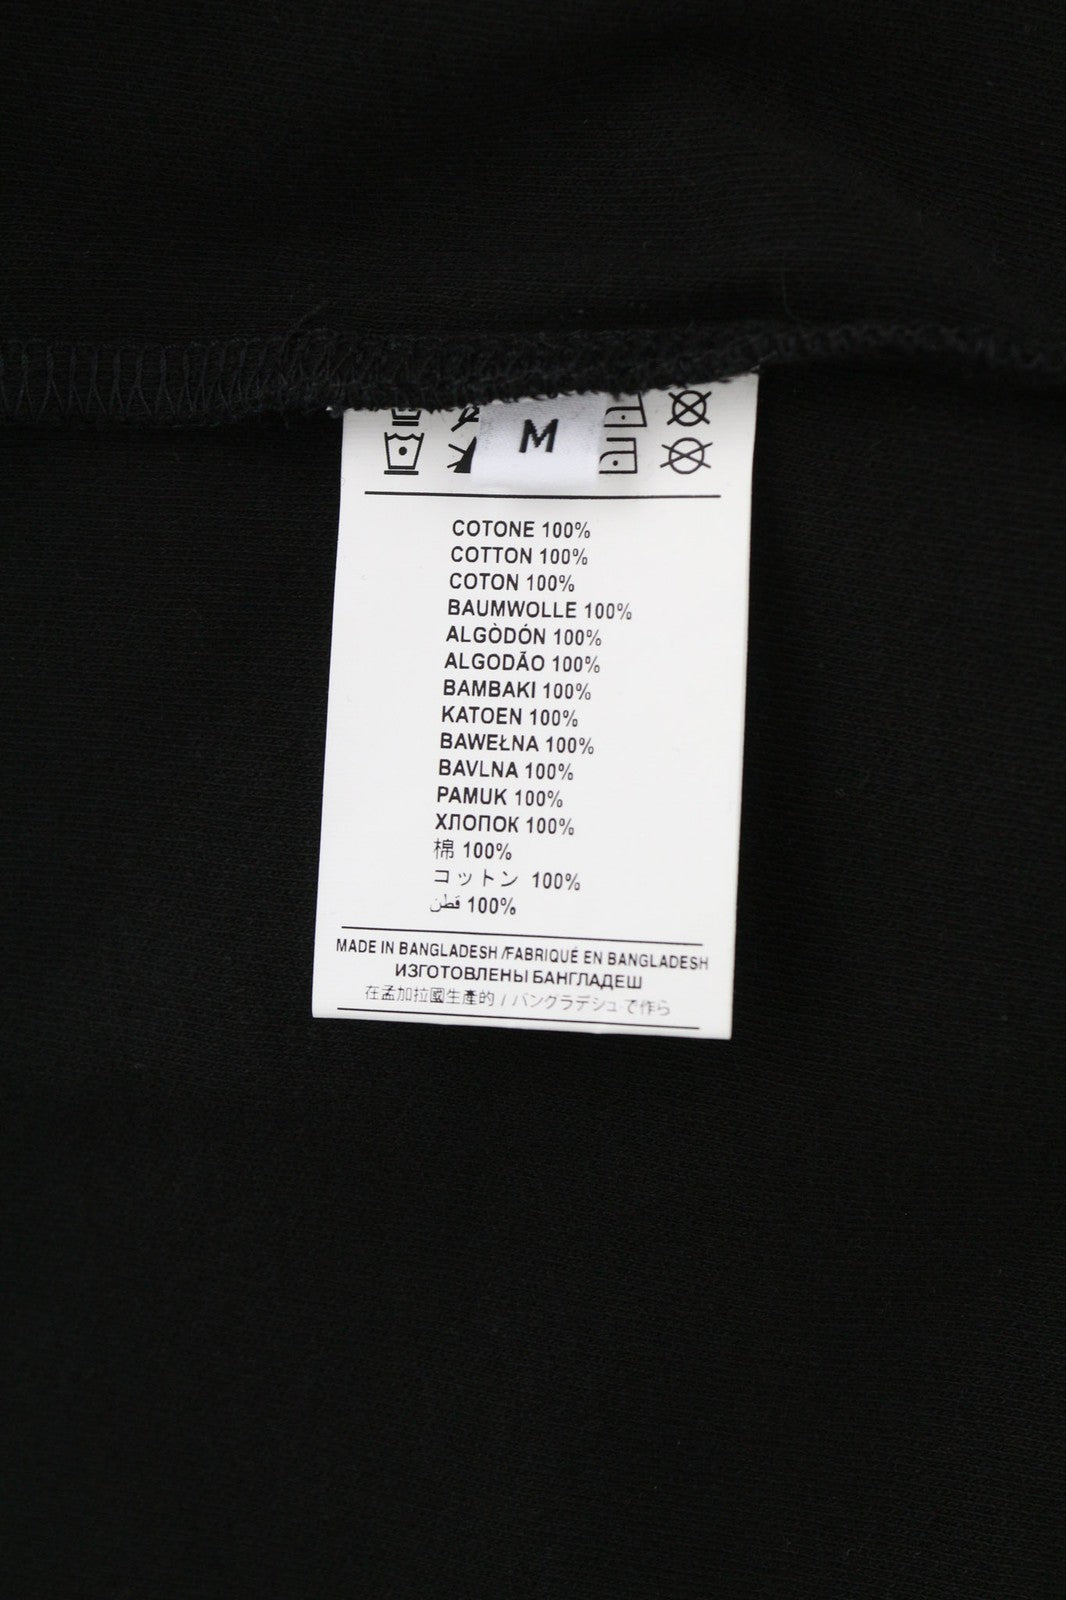 M
COTONE 100%
COTTON 100%
COTON 100%
BAUMWOLLE 100%
ALGÒDÓN 100%
ALGODÃO 100%
BAMBAKI 100%
KATOEN 100%
BAWEŁNA 100%
BAVLNA 100%
PAMUK 100%
ХЛОПОК 100%
棉 100%
コットン 100%
قطن 100%
MADE IN BANGLADESH /FABRIQUÉ EN BANGLADESH
ИЗГОТОВЛЕНЫ БАНГЛАДЕШ
在孟加拉國生產的 / バングラデシュで作ら